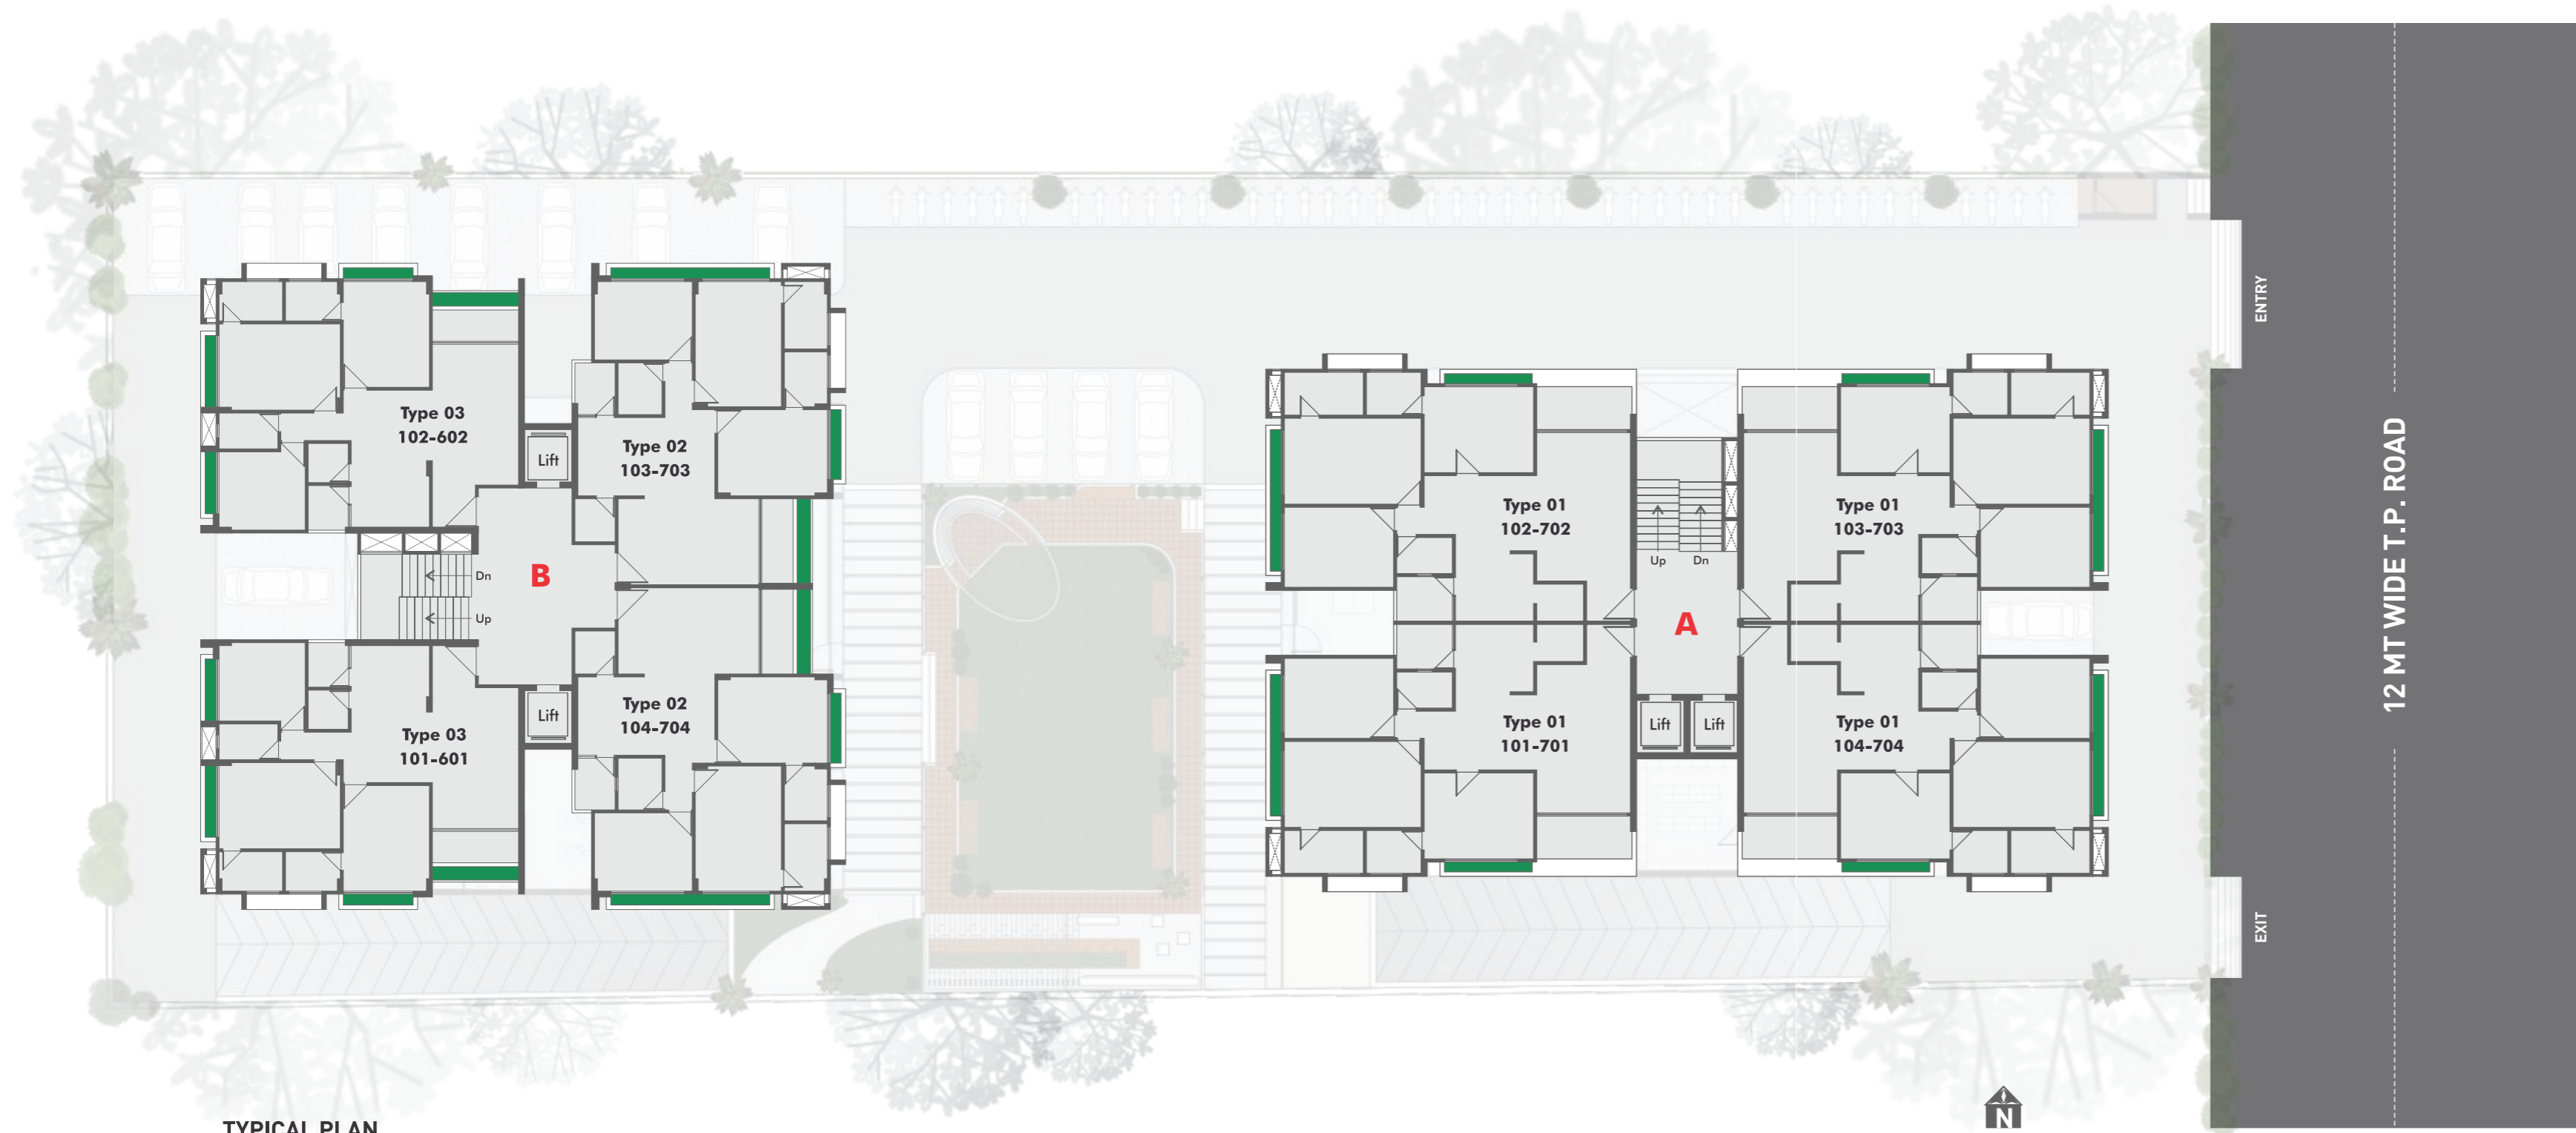 Type 03
102-602
Lift
Type 02
103-703
Dn
Up
B
Type 03
101-601
Lift
Type 02
104-704
Type 01
102-702
Up
Dn
Type 01
103-703
A
Type 01
101-701
Lift
Lift
Type 01
104-704
ENTRY
EXIT
12 MT WIDE T.P. ROAD
N
TYPICAL PLAN